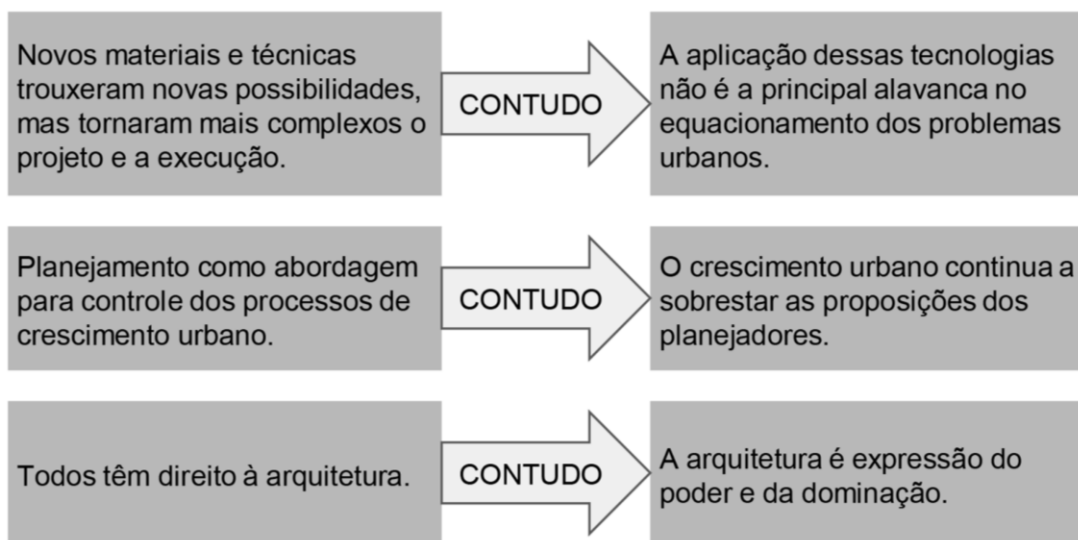 Novos materiais e técnicas
trouxeram novas possibilidades,
mas tornaram mais complexos o
projeto e a execução.
CONTUDO
A aplicação dessas tecnologias
não é a principal alavanca no
equacionamento dos problemas
urbanos.
Planejamento como abordagem
para controle dos processos de
crescimento urbano.
CONTUDO
O crescimento urbano continua a
sobrestar as proposições dos
planejadores.
Todos têm direito à arquitetura.
CONTUDO
A arquitetura é expressão do
poder e da dominação.